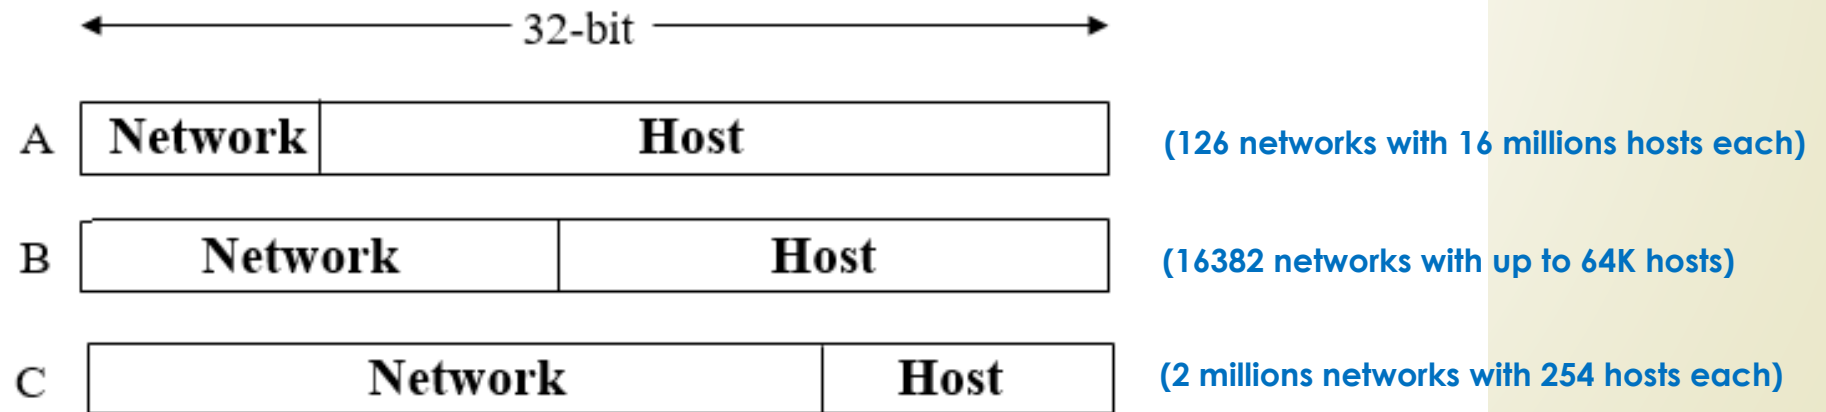 32-bit
A Network Host (126 networks with 16 millions hosts each)
B Network Host (16382 networks with up to 64K hosts)
C Network Host (2 millions networks with 254 hosts each)